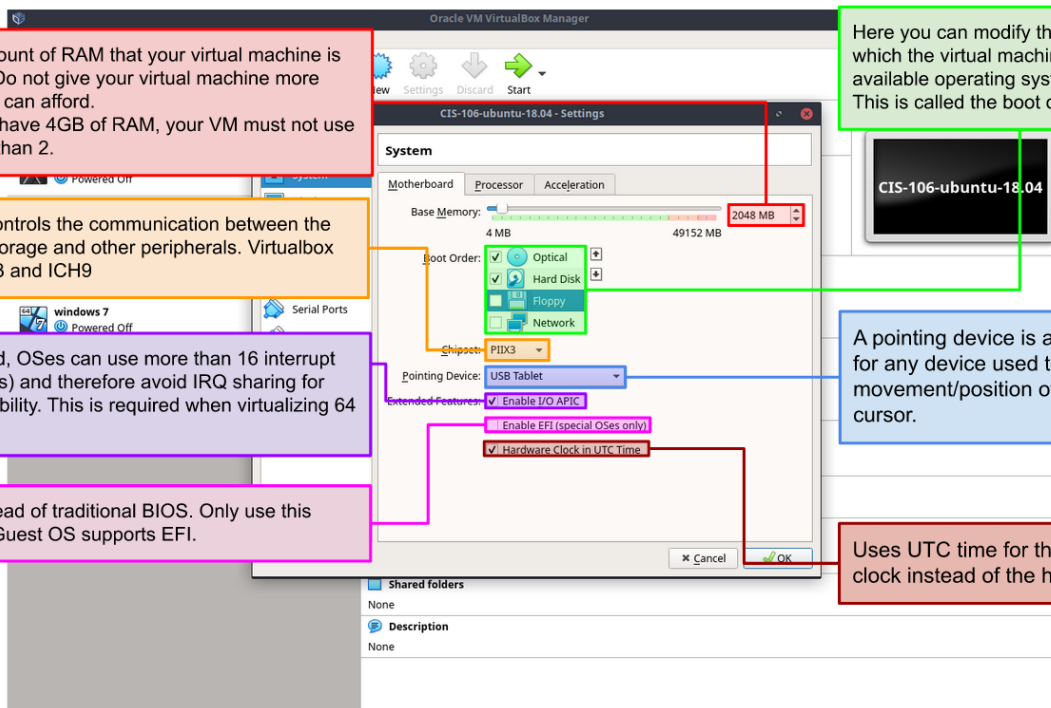 Oracle VM VirtualBox Manager
ount of RAM that your virtual machine is
Do not give your virtual machine more
can afford.
have 4GB of RAM, your VM must not use
than 2.
Here you can modify th
which the virtual machin
available operating syst
This is called the boot o
Settings Discard Start
CIS-106-ubuntu-18.04 - Settings
System
System
Powered Off
Motherboard Processor Acceleration
CIS-106-ubuntu-18.04
Base Memory: 2048 MB
4 MB 49152 MB
ontrols the communication between the
orage and other peripherals. Virtualbox
3 and ICH9
Boot Order: Optical
Hard Disk
Floppy
Network
windows 7
Powered Off
Serial Ports
Chipset: PIIX3
Pointing Device: USB Tablet
Extended Features: Enable I/O APIC
Enable EFI (special OSes only)
Hardware Clock in UTC Time
A pointing device is a
for any device used t
movement/position o
cursor.
d, OSes can use more than 16 interrupt
s) and therefore avoid IRQ sharing for
bility. This is required when virtualizing 64
ead of traditional BIOS. Only use this
Guest OS supports EFI.
Cancel OK
Uses UTC time for th
clock instead of the h
Shared folders
None
Description
None